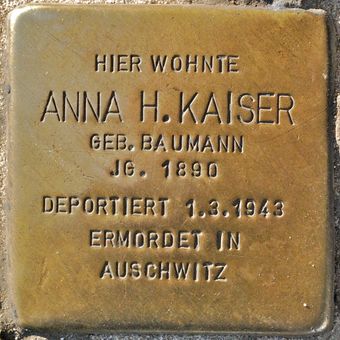 HIER WOHNTE
ANNA H. KAISER
GEB. BAUMANN
JG. 1890
DEPORTIERT 1.3.1943
ERMORDET IN
AUSCHWITZ